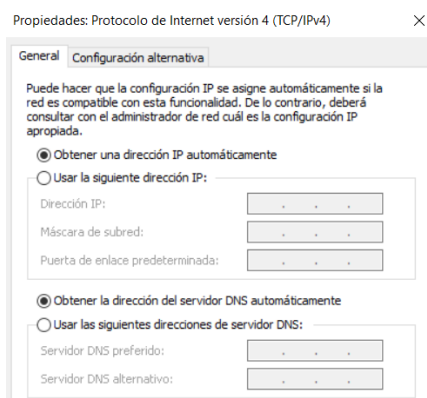 Propiedades: Protocolo de Internet versión 4 (TCP/IPv4)
General
Configuración alternativa
Puede hacer que la configuración IP se asigne automáticamente si la
red es compatible con esta funcionalidad. De lo contrario, deberá
consultar con el administrador de red cuál es la configuración IP
apropiada.
Obtener una dirección IP automáticamente
Usar la siguiente dirección IP:
Dirección IP:
Máscara de subred:
Puerta de enlace predeterminada:
Obtener la dirección del servidor DNS automáticamente
Usar las siguientes direcciones de servidor DNS:
Servidor DNS preferido:
Servidor DNS alternativo: